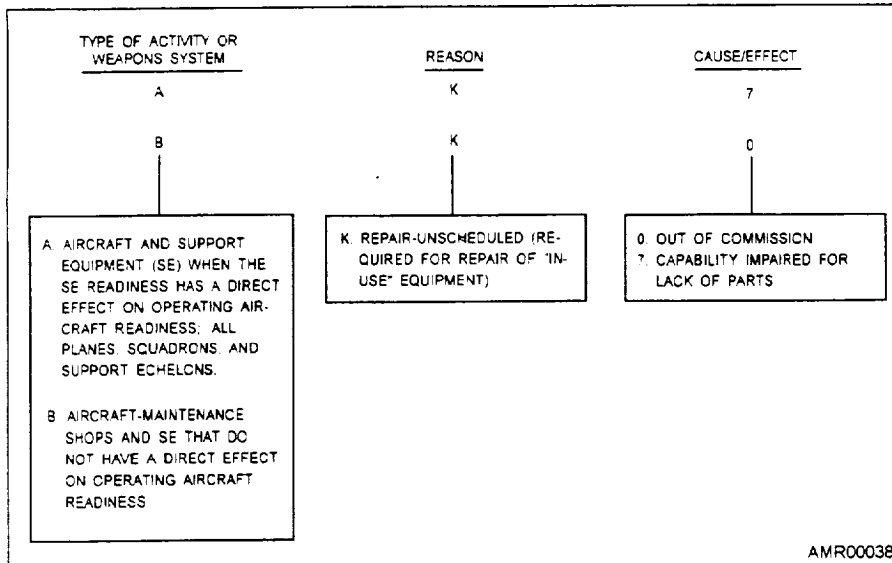 TYPE OF ACTIVITY OR
WEAPONS SYSTEM
REASON
CAUSE/EFFECT
A
K
7
B
K
0
A. AIRCRAFT AND SUPPORT
EQUIPMENT (SE) WHEN THE
SE READINESS HAS A DIRECT
EFFECT ON OPERATING AIR-
CRAFT READINESS; ALL
PLANES, SQUADRONS, AND
SUPPORT ECHELONS.
B AIRCRAFT-MAINTENANCE
SHOPS AND SE THAT DO
NOT HAVE A DIRECT EFFECT
ON OPERATING AIRCRAFT
READINESS
K. REPAIR-UNSCHEDULED (RE-
QUIRED FOR REPAIR OF "IN-
USE" EQUIPMENT)
0. OUT OF COMMISSION
7. CAPABILITY IMPAIRED FOR
LACK OF PARTS
AMR00038